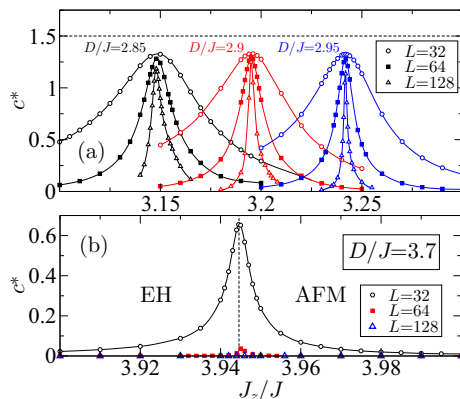 1.5
D/J=2.85
D/J=2.9
D/J=2.95
L=32
L=64
L=128
1
c*
0.5
(a)
0
3.15
3.2
3.25
0.6
(b)
D/J=3.7
0.4
c*
EH
AFM
L=32
L=64
L=128
0.2
0
3.92
3.94
3.96
3.98
J_z/J